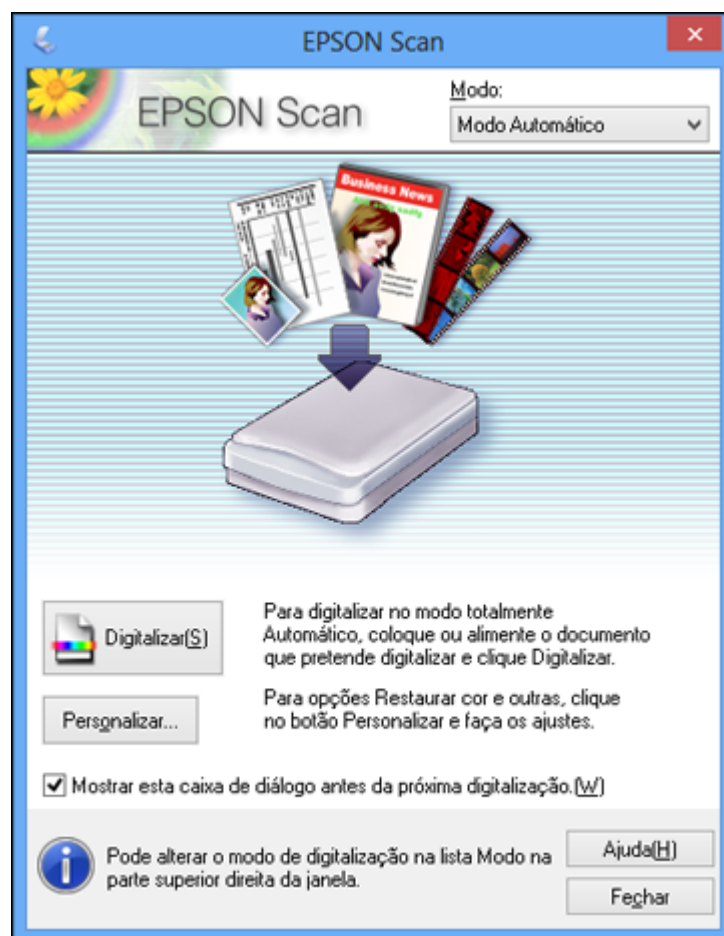 EPSON Scan
EPSON Scan
Modo:
Modo Automático
Business News
Digitalizar(S)
Para digitalizar no modo totalmente
Automático, coloque ou alimente o documento
que pretende digitalizar e clique Digitalizar.
Personalizar...
Para opções Restaurar cor e outras, clique
no botão Personalizar e faça os ajustes.
Mostrar esta caixa de diálogo antes da próxima digitalização.(W)
Pode alterar o modo de digitalização na lista Modo na
parte superior direita da janela.
Ajuda(H)
Fechar